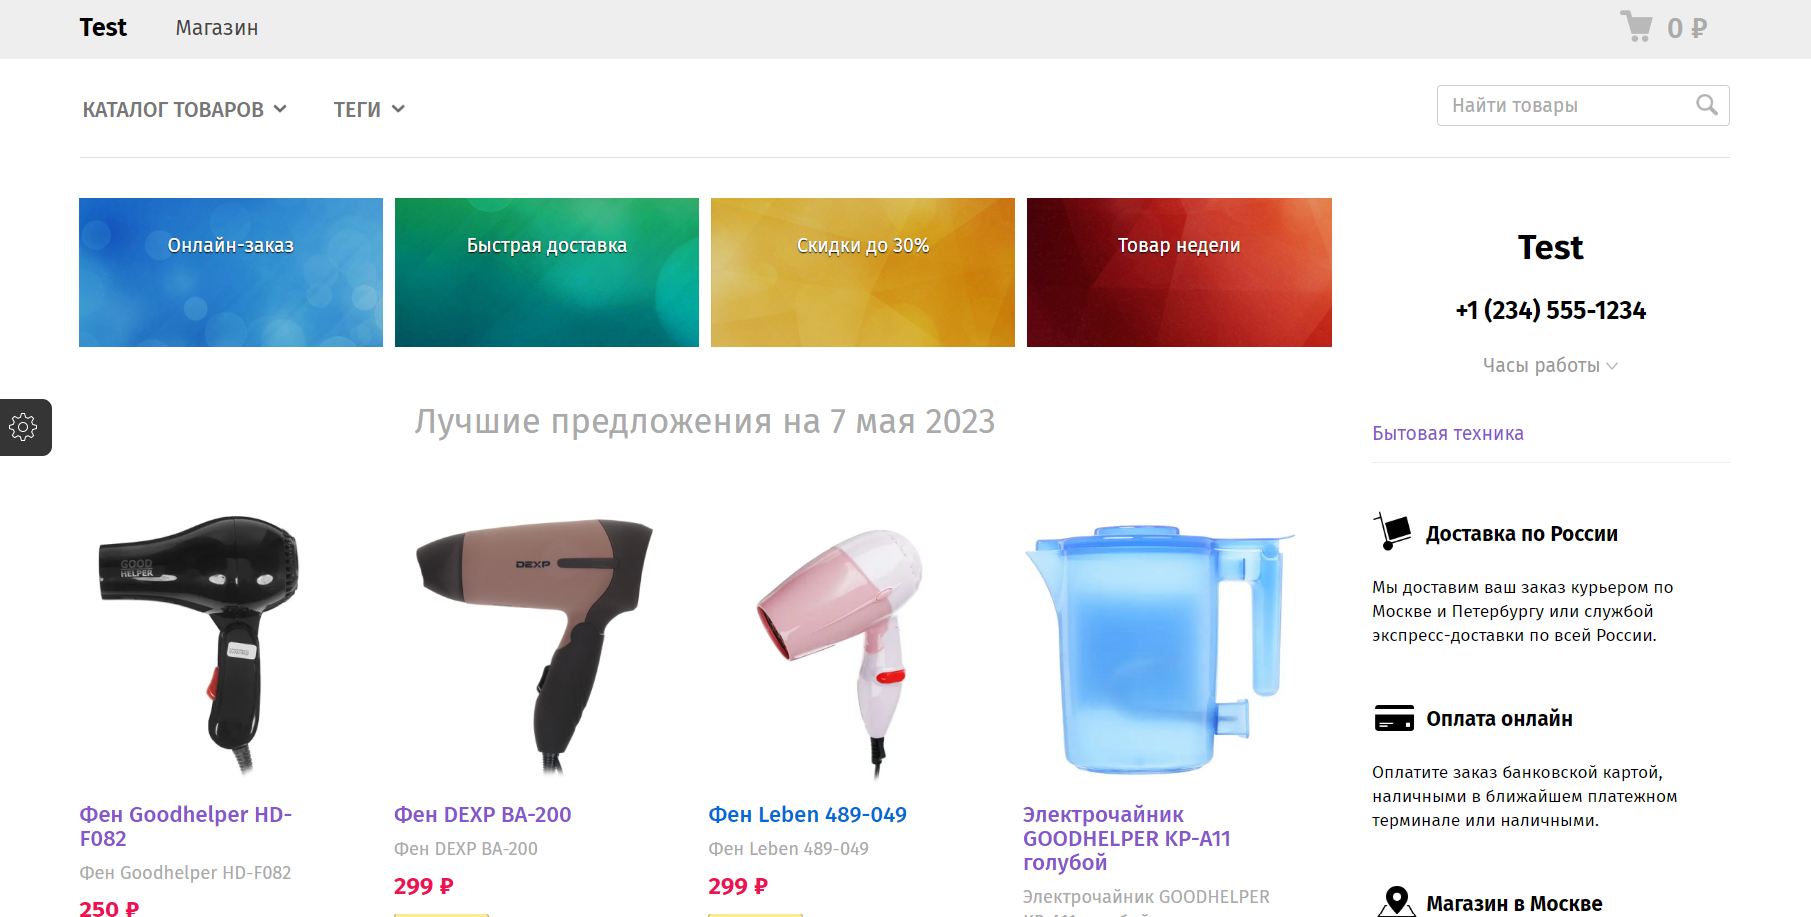 Test
Магазин
0 ₽
КАТАЛОГ ТОВАРОВ
ТЕГИ
Найти товары
Онлайн-заказ
Быстрая доставка
Скидки до 30%
Товар недели
Test
+1 (234) 555-1234
Часы работы
Лучшие предложения на 7 мая 2023
Бытовая техника
GOOD
HELPER
DEXP
Фен Goodhelper HD-
F082
Фен Goodhelper HD-F082
250 ₽
Фен DEXP BA-200
Фен DEXP BA-200
299 ₽
Фен Leben 489-049
Фен Leben 489-049
299 ₽
Электрочайник
GOODHELPER KP-A11
голубой
Электрочайник GOODHELPER
Доставка по России
Мы доставим ваш заказ курьером по
Москве и Петербургу или службой
экспресс-доставки по всей России.
Оплата онлайн
Оплатите заказ банковской картой,
наличными в ближайшем платежном
терминале или наличными.
Магазин в Москве